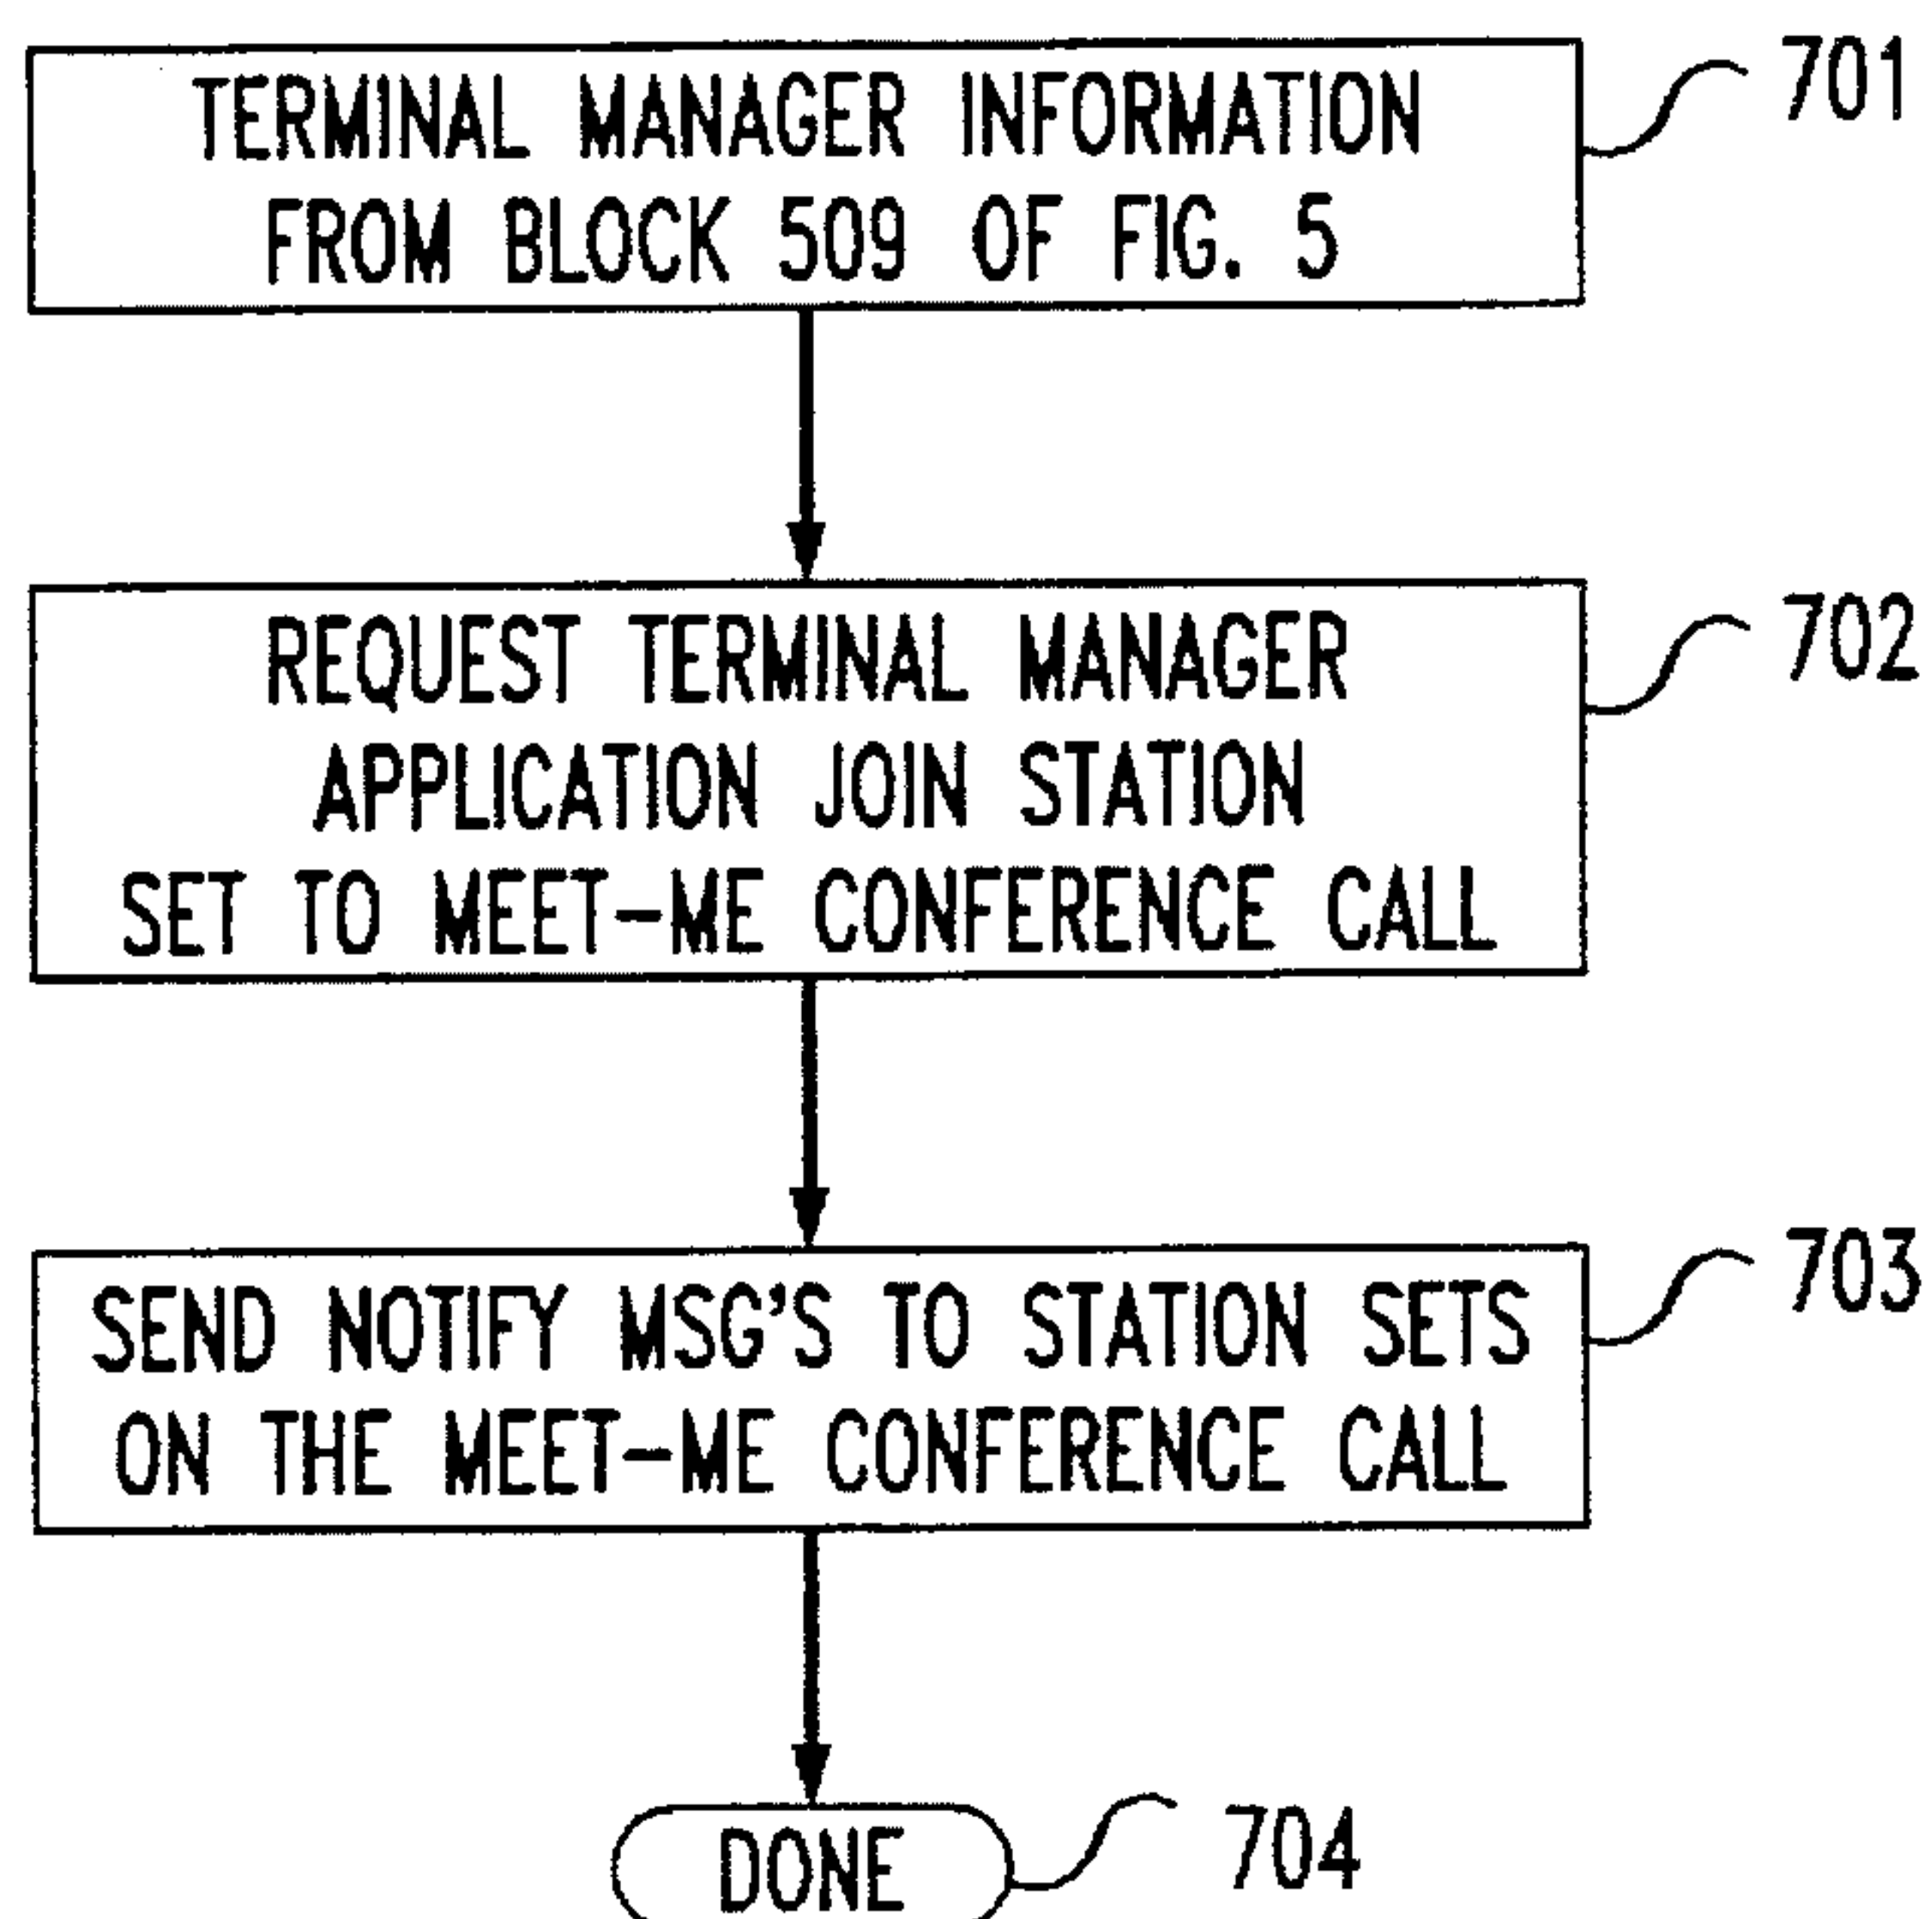 TERMINAL MANAGER INFORMATION
FROM BLOCK 509 OF FIG. 5
701
REQUEST TERMINAL MANAGER
APPLICATION JOIN STATION
SET TO MEET-ME CONFERENCE CALL
702
SEND NOTIFY MSG'S TO STATION SETS
ON THE MEET-ME CONFERENCE CALL
703
DONE
704